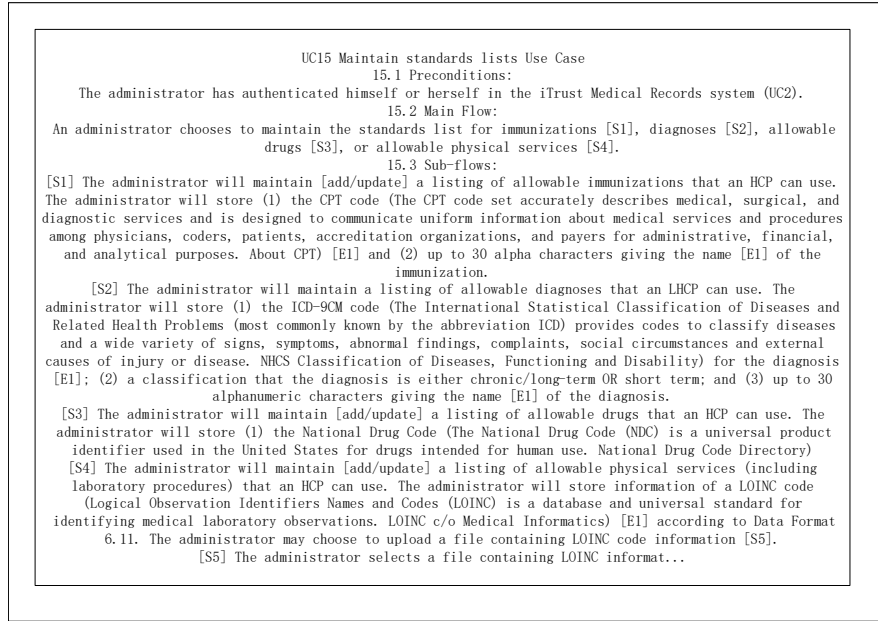 UC15 Maintain standards lists Use Case
15.1 Preconditions:
The administrator has authenticated himself or herself in the iTrust Medical Records system (UC2).
15.2 Main Flow:
An administrator chooses to maintain the standards list for immunizations [S1], diagnoses [S2], allowable
drugs [S3], or allowable physical services [S4].
15.3 Sub-flows:
[S1] The administrator will maintain [add/update] a listing of allowable immunizations that an HCP can use.
The administrator will store (1) the CPT code (The CPT code set accurately describes medical, surgical, and
diagnostic services and is designed to communicate uniform information about medical services and procedures
among physicians, coders, patients, accreditation organizations, and payers for administrative, financial,
and analytical purposes. About CPT) [E1] and (2) up to 30 alpha characters giving the name [E1] of the
immunization.
[S2] The administrator will maintain a listing of allowable diagnoses that an LHCP can use. The
administrator will store (1) the ICD-9CM code (The International Statistical Classification of Diseases and
Related Health Problems (most commonly known by the abbreviation ICD) provides codes to classify diseases
and a wide variety of signs, symptoms, abnormal findings, complaints, social circumstances and external
causes of injury or disease. NHCS Classification of Diseases, Functioning and Disability) for the diagnosis
[E1]; (2) a classification that the diagnosis is either chronic/long-term OR short term; and (3) up to 30
alphanumeric characters giving the name [E1] of the diagnosis.
[S3] The administrator will maintain [add/update] a listing of allowable drugs that an HCP can use. The
administrator will store (1) the National Drug Code (The National Drug Code (NDC) is a universal product
identifier used in the United States for drugs intended for human use. National Drug Code Directory)
[S4] The administrator will maintain [add/update] a listing of allowable physical services (including
laboratory procedures) that an HCP can use. The administrator will store information of a LOINC code
(Logical Observation Identifiers Names and Codes (LOINC) is a database and universal standard for
identifying medical laboratory observations. LOINC c/o Medical Informatics) [E1] according to Data Format
6.11. The administrator may choose to upload a file containing LOINC code information [S5].
[S5] The administrator selects a file containing LOINC informat...